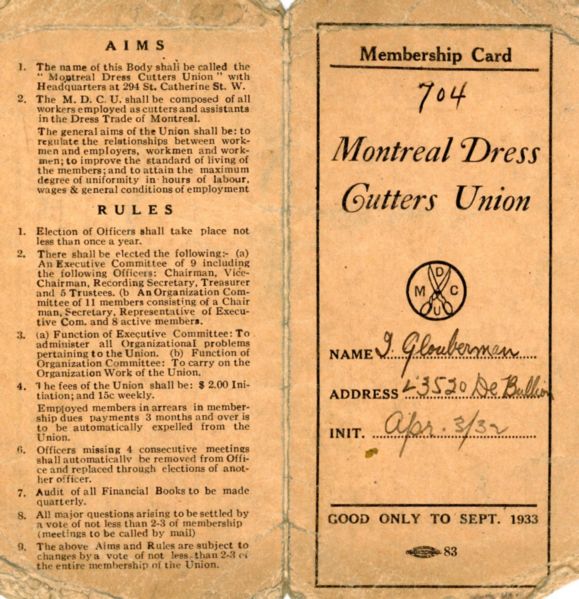 AIMS
1. The name of this Body shall be called the
" Montreal Dress Cutters Union " with
Headquarters at 294 St. Catherine St. W.
2. The M. D. C. U. shall be composed of all
workers employed as cutters and assistants
in the Dress Trade of Montreal.
The general aims of the Union shall be: to
regulate the relationships between work-
men and employers, workmen and work-
men; to improve the standard of living of
the members; and to attain the maximum
degree of uniformity in hours of labour,
wages & general conditions of employment
RULES
1. Election of Officers shall take place not
less than once a year.
2. There shall be elected the following:- (a)
An Executive Committee of 9 including
the following Officers: Chairman, Vice-
Chairman, Recording Secretary, Treasurer
and 5 Trustees. (b An Organization Com-
mittee of 11 members consisting of a Chair
man, Secretary, Representative of Execu-
tive Com. and 8 active members.
3. (a) Function of Executive Committee: To
administer all Organizational problems
pertaining to the Union. (b) Function of
Organization Committee: To carry on the
Organization Work of the Union.
4. The fees of the Union shall be: $ 2.00 Ini-
tiation; and 15c weekly.
Employed members in arrears in member-
ship dues payments 3 months and over is
to be automatically expelled from the
Union.
6. Officers missing 4 consecutive meetings
shall automatically be removed from Offi-
ce and replaced through elections of anot-
her officer.
7. Audit of all Financial Books to be made
quarterly.
8. All major questions arising to be settled by
a vote of not less than 2-3 of membership
(meetings to be called by mail)
9. The above Aims and Rules are subject to
changes by a vote of not less than 2-3 of
the entire membership of the Union.
Membership Card
704
Montreal Dress
Cutters Union
D
M C
U
NAME I. Glouberman
ADDRESS 3520 De Bullion
INIT. Apr. 3/32
GOOD ONLY TO SEPT. 1933
83